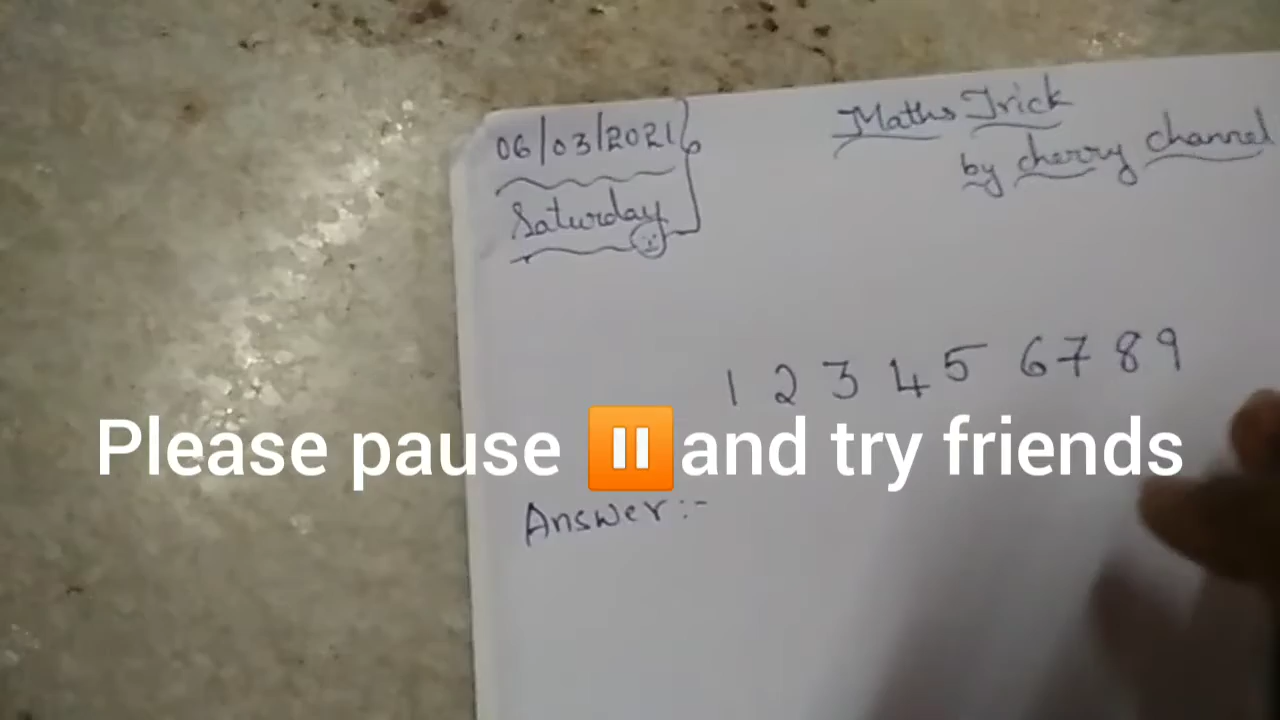 06/03/2021
Saturday
Maths Trick
by cherry channel
1 2 3 4 5 6 7 8 9
Please pause ⏸and try friends
Answer:-